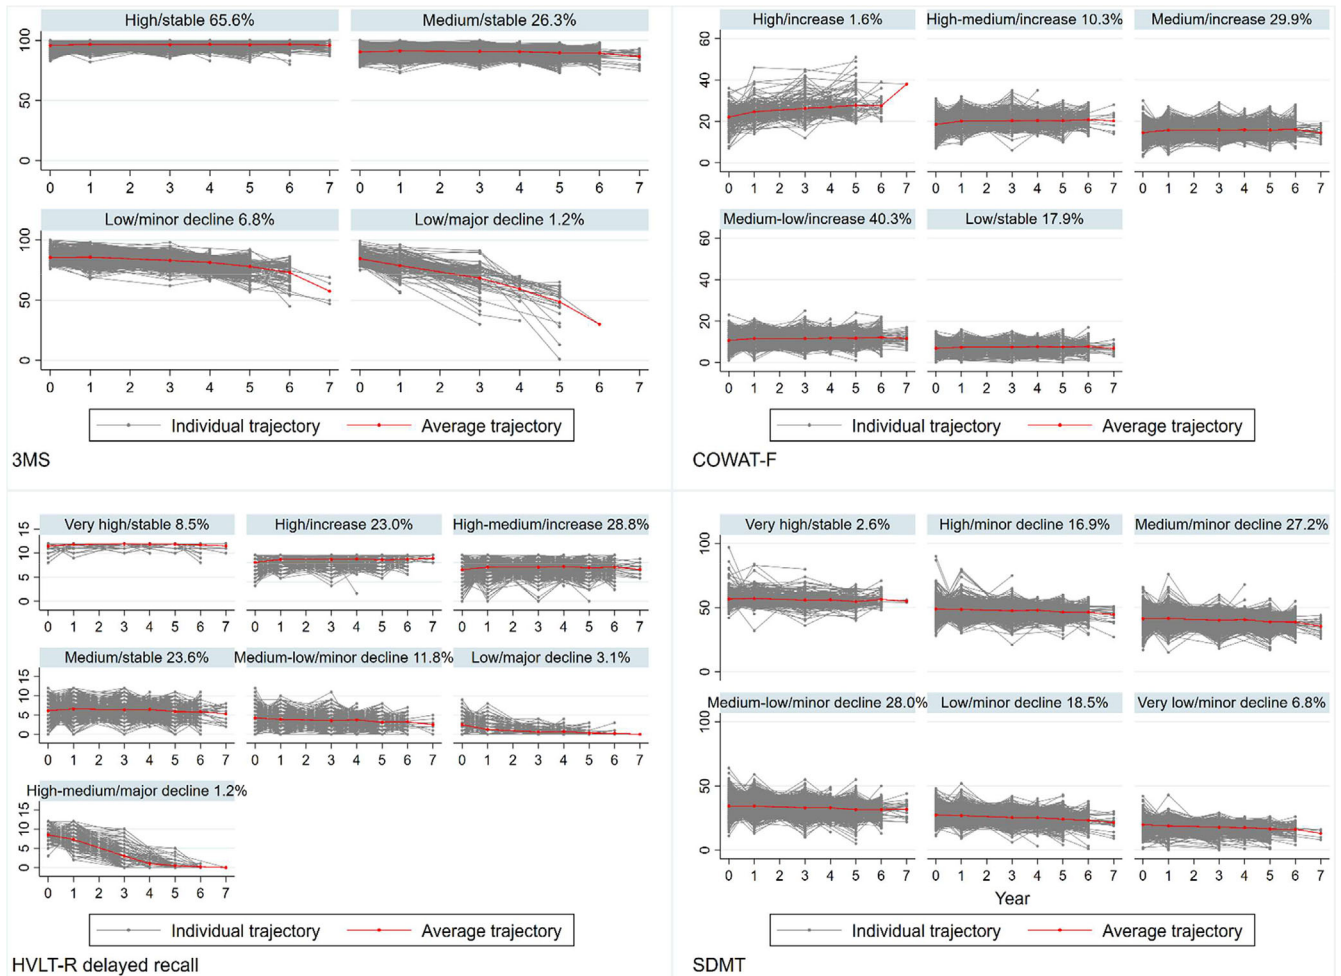 High/stable 65.6%
Medium/stable 26.3%
100
50
0
0 1 2 3 4 5 6 7
0 1 2 3 4 5 6 7
Low/minor decline 6.8%
Low/major decline 1.2%
100
50
0
0 1 2 3 4 5 6 7
0 1 2 3 4 5 6 7
Individual trajectory
Average trajectory
3MS
High/increase 1.6%
High-medium/increase 10.3%
Medium/increase 29.9%
60
40
20
0
0 1 2 3 4 5 6 7
0 1 2 3 4 5 6 7
0 1 2 3 4 5 6 7
Medium-low/increase 40.3%
Low/stable 17.9%
60
40
20
0
0 1 2 3 4 5 6 7
0 1 2 3 4 5 6 7
Individual trajectory
Average trajectory
COWAT-F
Very high/stable 8.5%
High/increase 23.0%
High-medium/increase 28.8%
15
10
5
0
0 1 2 3 4 5 6 7
0 1 2 3 4 5 6 7
0 1 2 3 4 5 6 7
Medium/stable 23.6%
Medium-low/minor decline 11.8%
Low/major decline 3.1%
15
10
5
0
0 1 2 3 4 5 6 7
0 1 2 3 4 5 6 7
0 1 2 3 4 5 6 7
High-medium/major decline 1.2%
15
10
5
0
0 1 2 3 4 5 6 7
Individual trajectory
Average trajectory
HVLT-R delayed recall
Very high/stable 2.6%
High/minor decline 16.9%
Medium/minor decline 27.2%
100
50
0
0 1 2 3 4 5 6 7
0 1 2 3 4 5 6 7
0 1 2 3 4 5 6 7
Medium-low/minor decline 28.0%
Low/minor decline 18.5%
Very low/minor decline 6.8%
100
50
0
0 1 2 3 4 5 6 7
0 1 2 3 4 5 6 7
0 1 2 3 4 5 6 7
Year
Individual trajectory
Average trajectory
SDMT